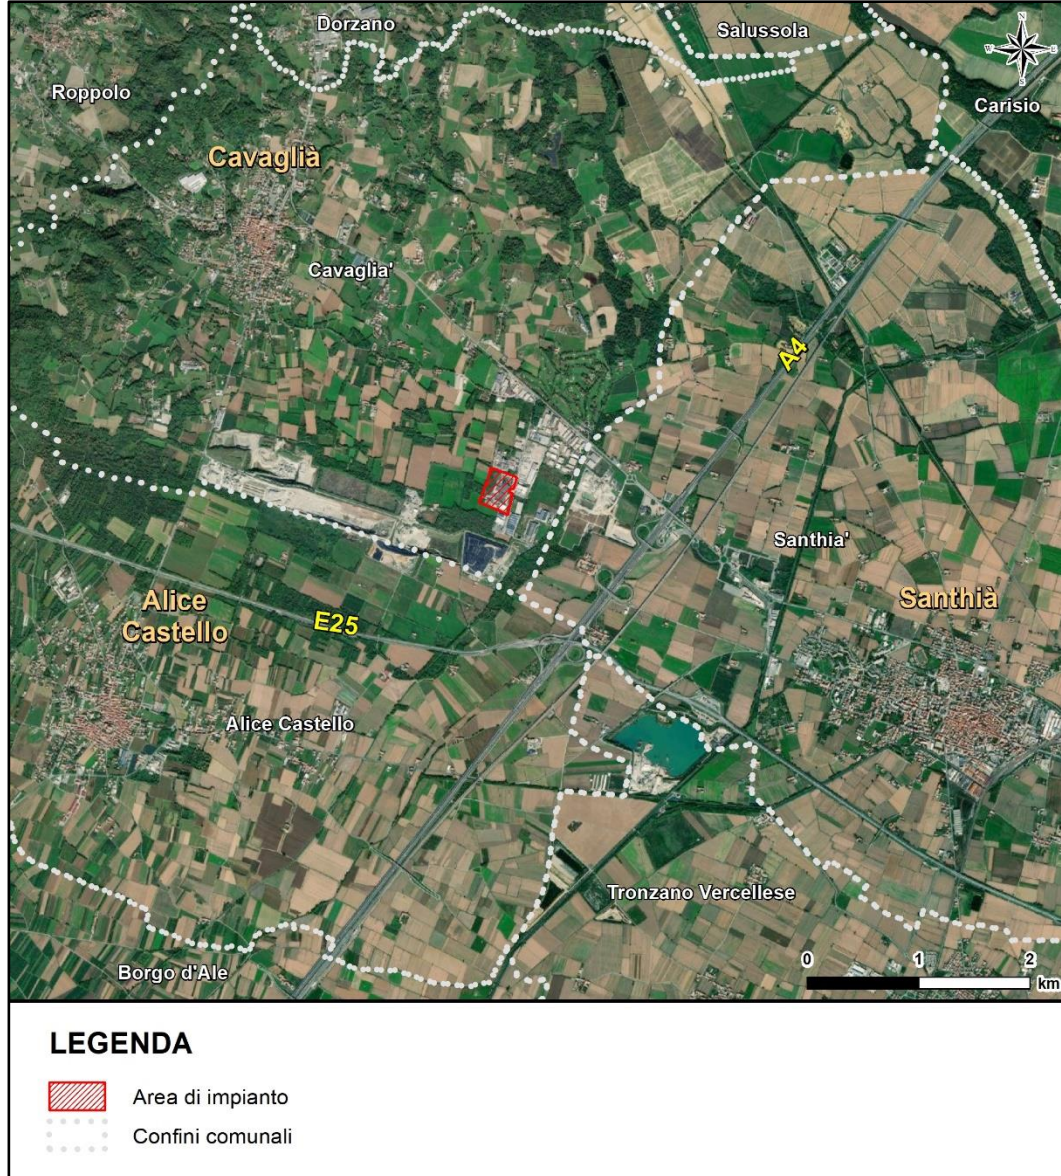 Dorzano
Salussola
N
W
E
S
Roppolo
Carisio
Cavaglià
Cavaglia'
A4
Santhia'
Santhià
Alice
Castello
E25
Alice Castello
Tronzano Vercellese
Borgo d'Ale
0
1
2
km
LEGENDA
Area di impianto
Confini comunali